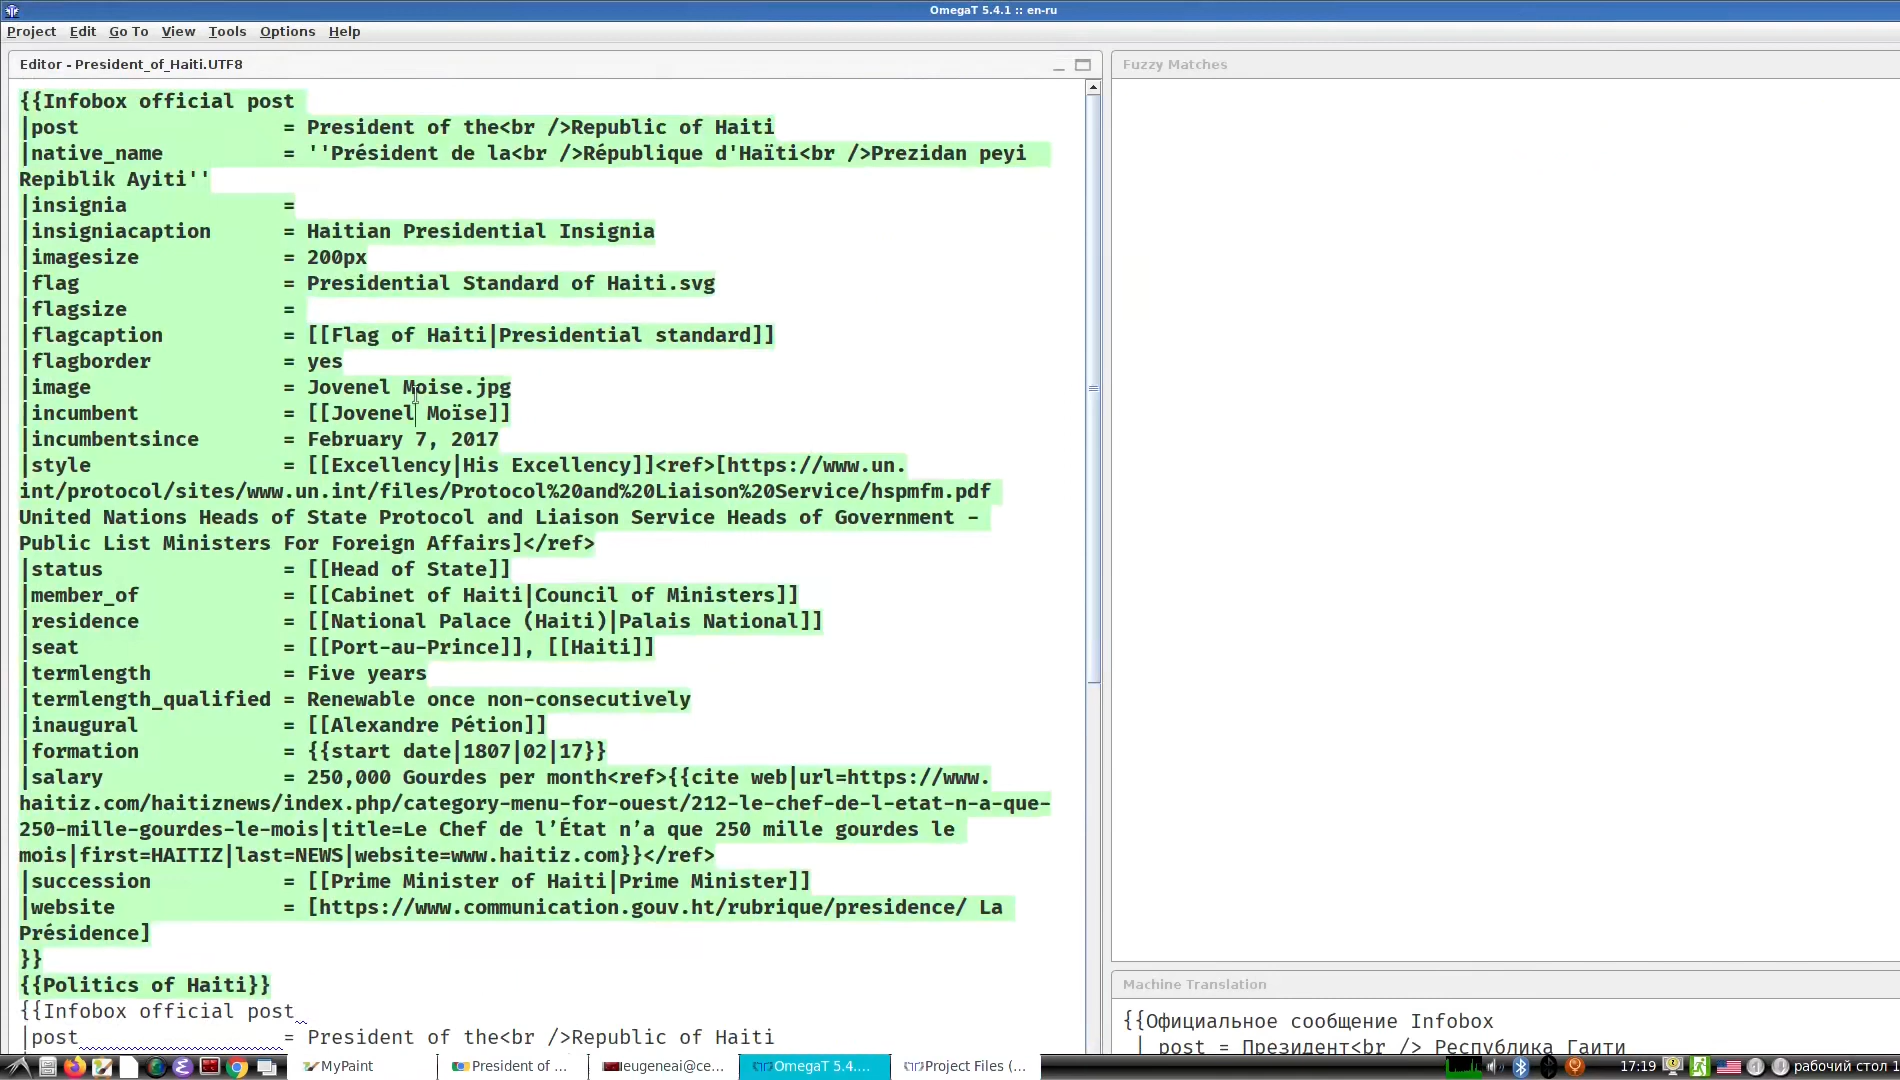 OmegaT 5.4.1 :: en-ru
Project Edit Go To View Tools Options Help
Editor - President_of_Haiti.UTF8
Fuzzy Matches
{{Infobox official post
|post = President of the<br />Republic of Haiti
|native_name = ''Président de la<br />République d'Haïti<br />Prezidan peyi
Repiblik Ayiti''
|insignia =
|insigniacaption = Haitian Presidential Insignia
|imagesize = 200px
|flag = Presidential Standard of Haiti.svg
|flagsize =
|flagcaption = [[Flag of Haiti|Presidential standard]]
|flagborder = yes
|image = Jovenel Moise.jpg
|incumbent = [[Jovenel Moïse]]
|incumbentsince = February 7, 2017
|style = [[Excellency|His Excellency]]<ref>[https://www.un.
int/protocol/sites/www.un.int/files/Protocol%20and%20Liaison%20Service/hspmfm.pdf
United Nations Heads of State Protocol and Liaison Service Heads of Government –
Public List Ministers For Foreign Affairs]</ref>
|status = [[Head of State]]
|member_of = [[Cabinet of Haiti|Council of Ministers]]
|residence = [[National Palace (Haiti)|Palais National]]
|seat = [[Port-au-Prince]], [[Haiti]]
|termlength = Five years
|termlength_qualified = Renewable once non-consecutively
|inaugural = [[Alexandre Pétion]]
|formation = {{start date|1807|02|17}}
|salary = 250,000 Gourdes per month<ref>{{cite web|url=https://www.
haitiz.com/haitiznews/index.php/category-menu-for-ouest/212-le-chef-de-l-etat-n-a-que-
250-mille-gourdes-le-mois|title=Le Chef de l’État n’a que 250 mille gourdes le
mois|first=HAITIZ|last=NEWS|website=www.haitiz.com}}</ref>
|succession = [[Prime Minister of Haiti|Prime Minister]]
|website = [https://www.communication.gouv.ht/rubrique/presidence/ La
Présidence]
}}
{{Politics of Haiti}}
{{Infobox official post
|post = President of the<br />Republic of Haiti
Machine Translation
{{Официальное сообщение Infobox
| post = Президент<br /> Республика Гаити
MyPaint
President of ...
eugeneai@ce...
OmegaT 5.4....
Project Files (...
17:19
рабочий стол 1